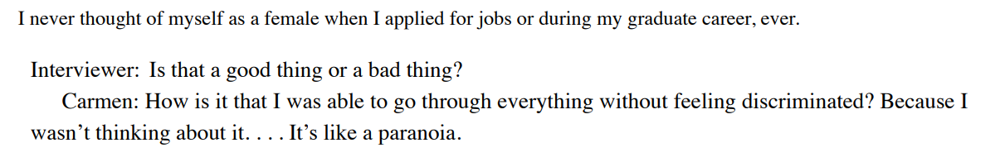 I never thought of myself as a female when I applied for jobs or during my graduate career, ever.
Interviewer: Is that a good thing or a bad thing?
Carmen: How is it that I was able to go through everything without feeling discriminated? Because I
wasn’t thinking about it. . . . It’s like a paranoia.